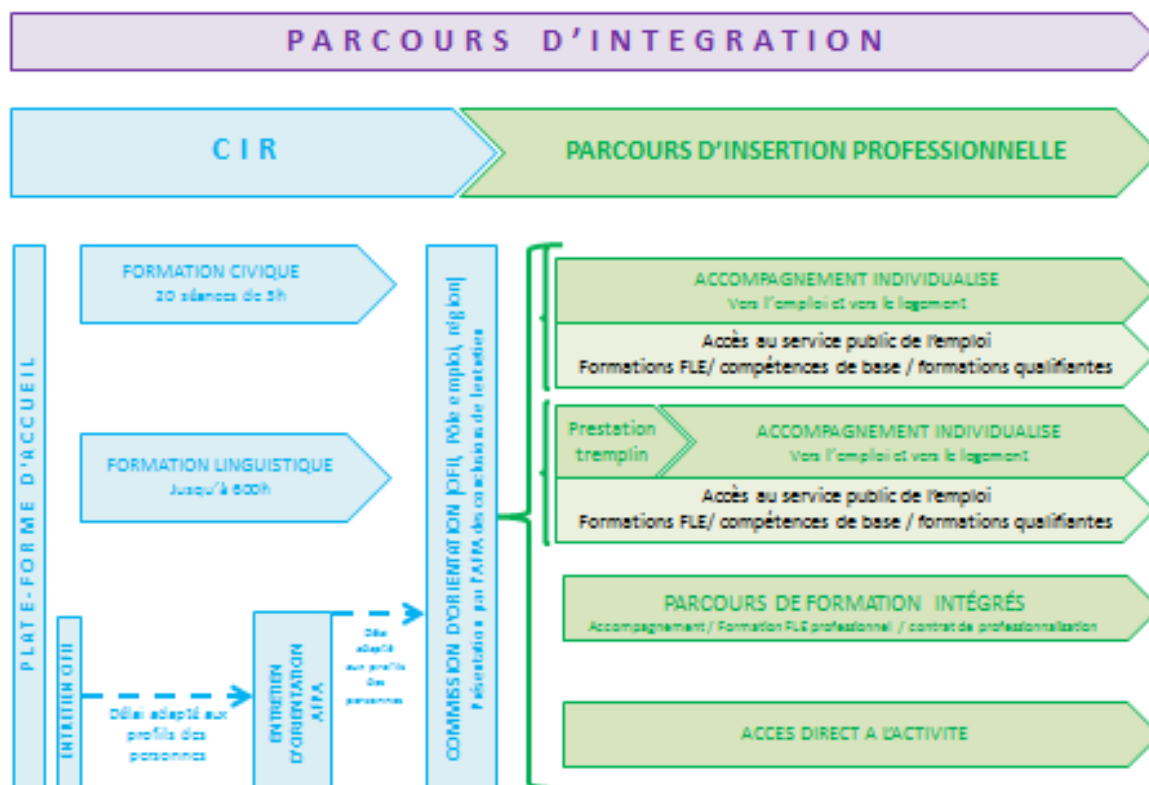 PARCOURS D'INTEGRATION
CIR
PARCOURS D'INSERTION PROFESSIONNELLE
PLATE-FORME D'ACCUEIL
FORMATION CIVIQUE
20 séances de 3h
FORMATION LINGUISTIQUE
Jusqu'à 600h
ENTRETIEN OFII
Délai adapté aux
profils des
personnes
ENTRETIEN
D'ORIENTATION
AFPA
Délai
adapté
aux profils
des
personnes
COMMISSION D'ORIENTATION (OFII, Pôle emploi, région)
Présentation par l'AFPA des conclusions de
ACCOMPAGNEMENT INDIVIDUALISE
Vers l'emploi et vers le logement
Accès au service public de l'emploi
Formations FLE/ compétences de base / formations qualifiantes
Prestation
tremplin
ACCOMPAGNEMENT INDIVIDUALISE
Vers l'emploi et vers le logement
Accès au service public de l'emploi
Formations FLE/ compétences de base / formations qualifiantes
PARCOURS DE FORMATION INTÉGRÉS
Accompagnement / Formation FLE professionnel / contrat de professionnalisation
ACCES DIRECT A L'ACTIVITE